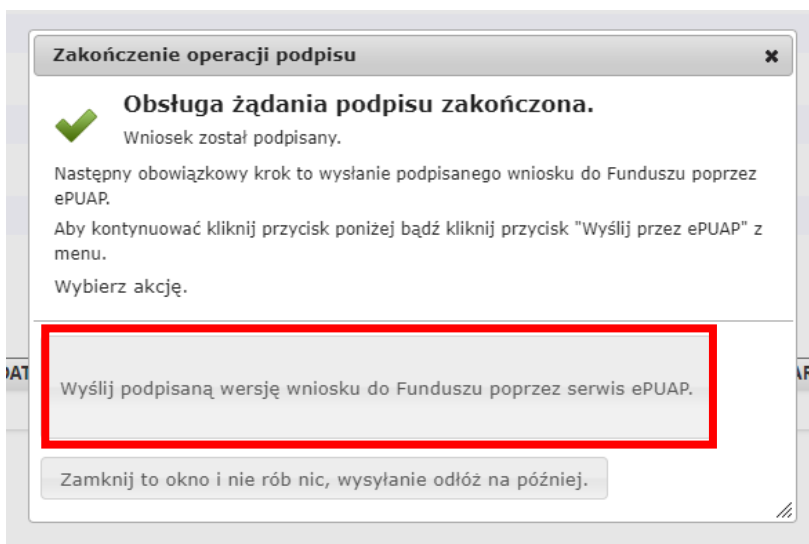 Zakończenie operacji podpisu
Obsługa żądania podpisu zakończona.
Wniosek został podpisany.
Następny obowiązkowy krok to wysłanie podpisanego wniosku do Funduszu poprzez
ePUAP.
Aby kontynuować kliknij przycisk poniżej bądź kliknij przycisk "Wyślij przez ePUAP" z
menu.
Wybierz akcję.
Wyślij podpisaną wersję wniosku do Funduszu poprzez serwis ePUAP.
Zamknij to okno i nie rób nic, wysyłanie odłóż na później.